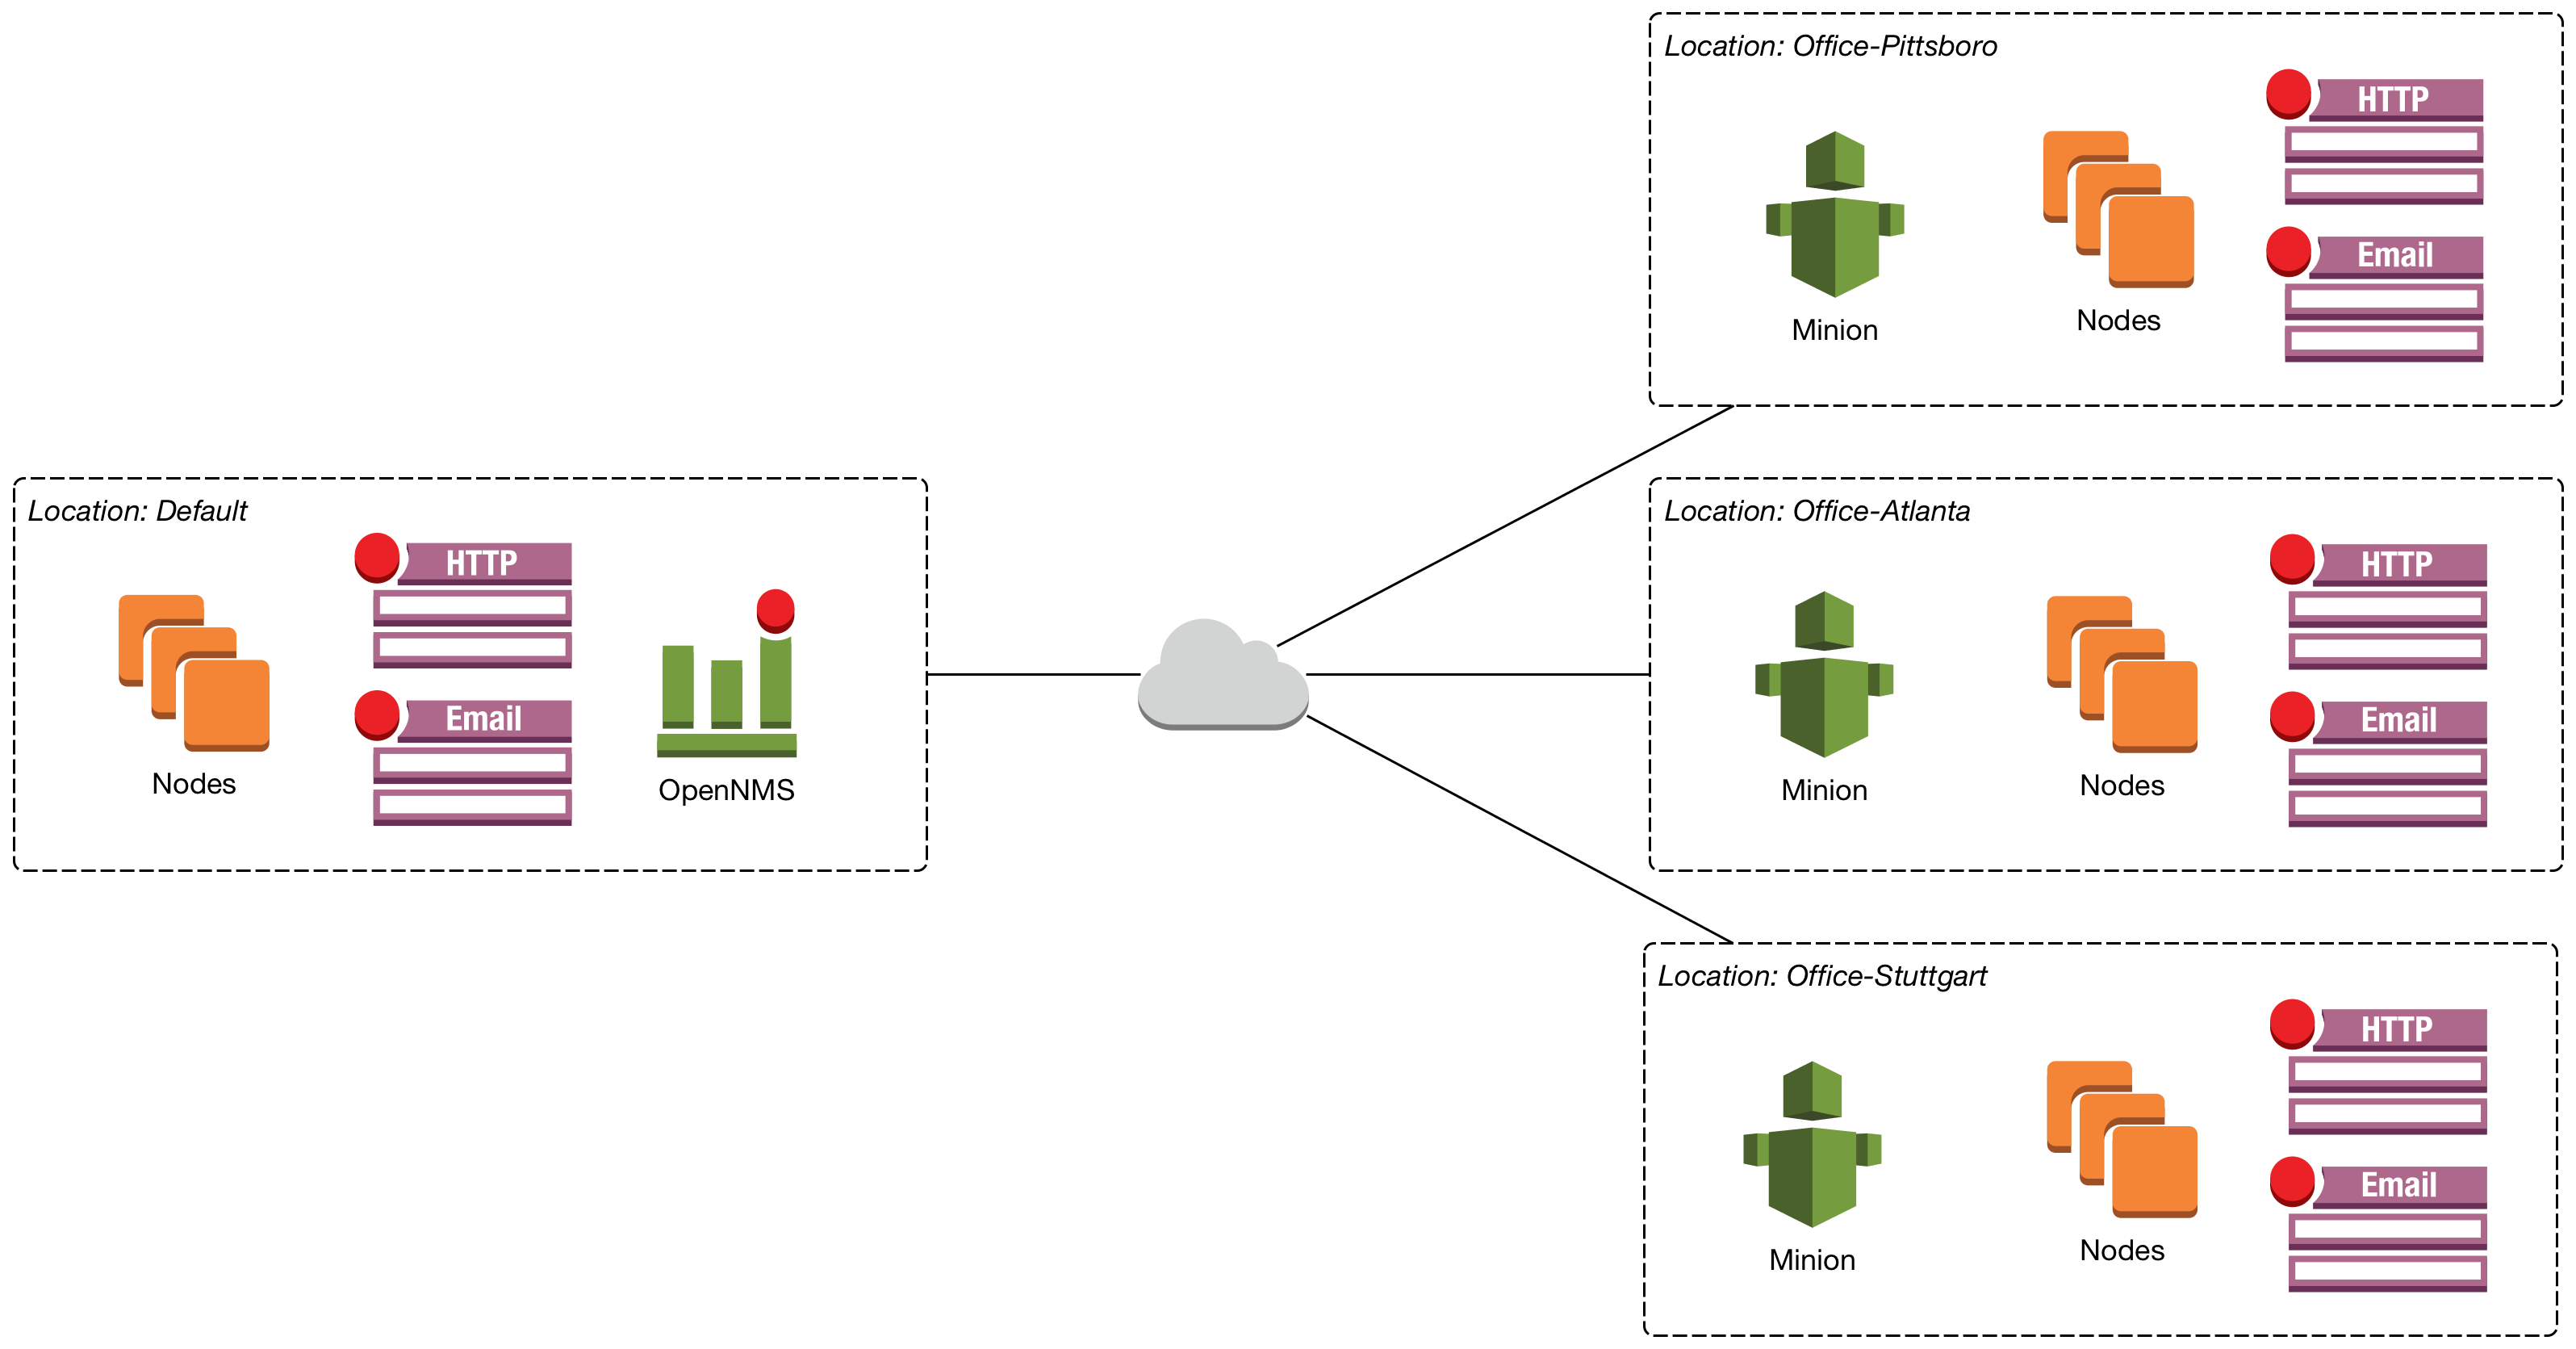 Location: Office-Pittsboro
HTTP
Email
Minion
Nodes
Location: Default
HTTP
Email
Nodes
OpenNMS
Location: Office-Atlanta
HTTP
Email
Minion
Nodes
Location: Office-Stuttgart
HTTP
Email
Minion
Nodes